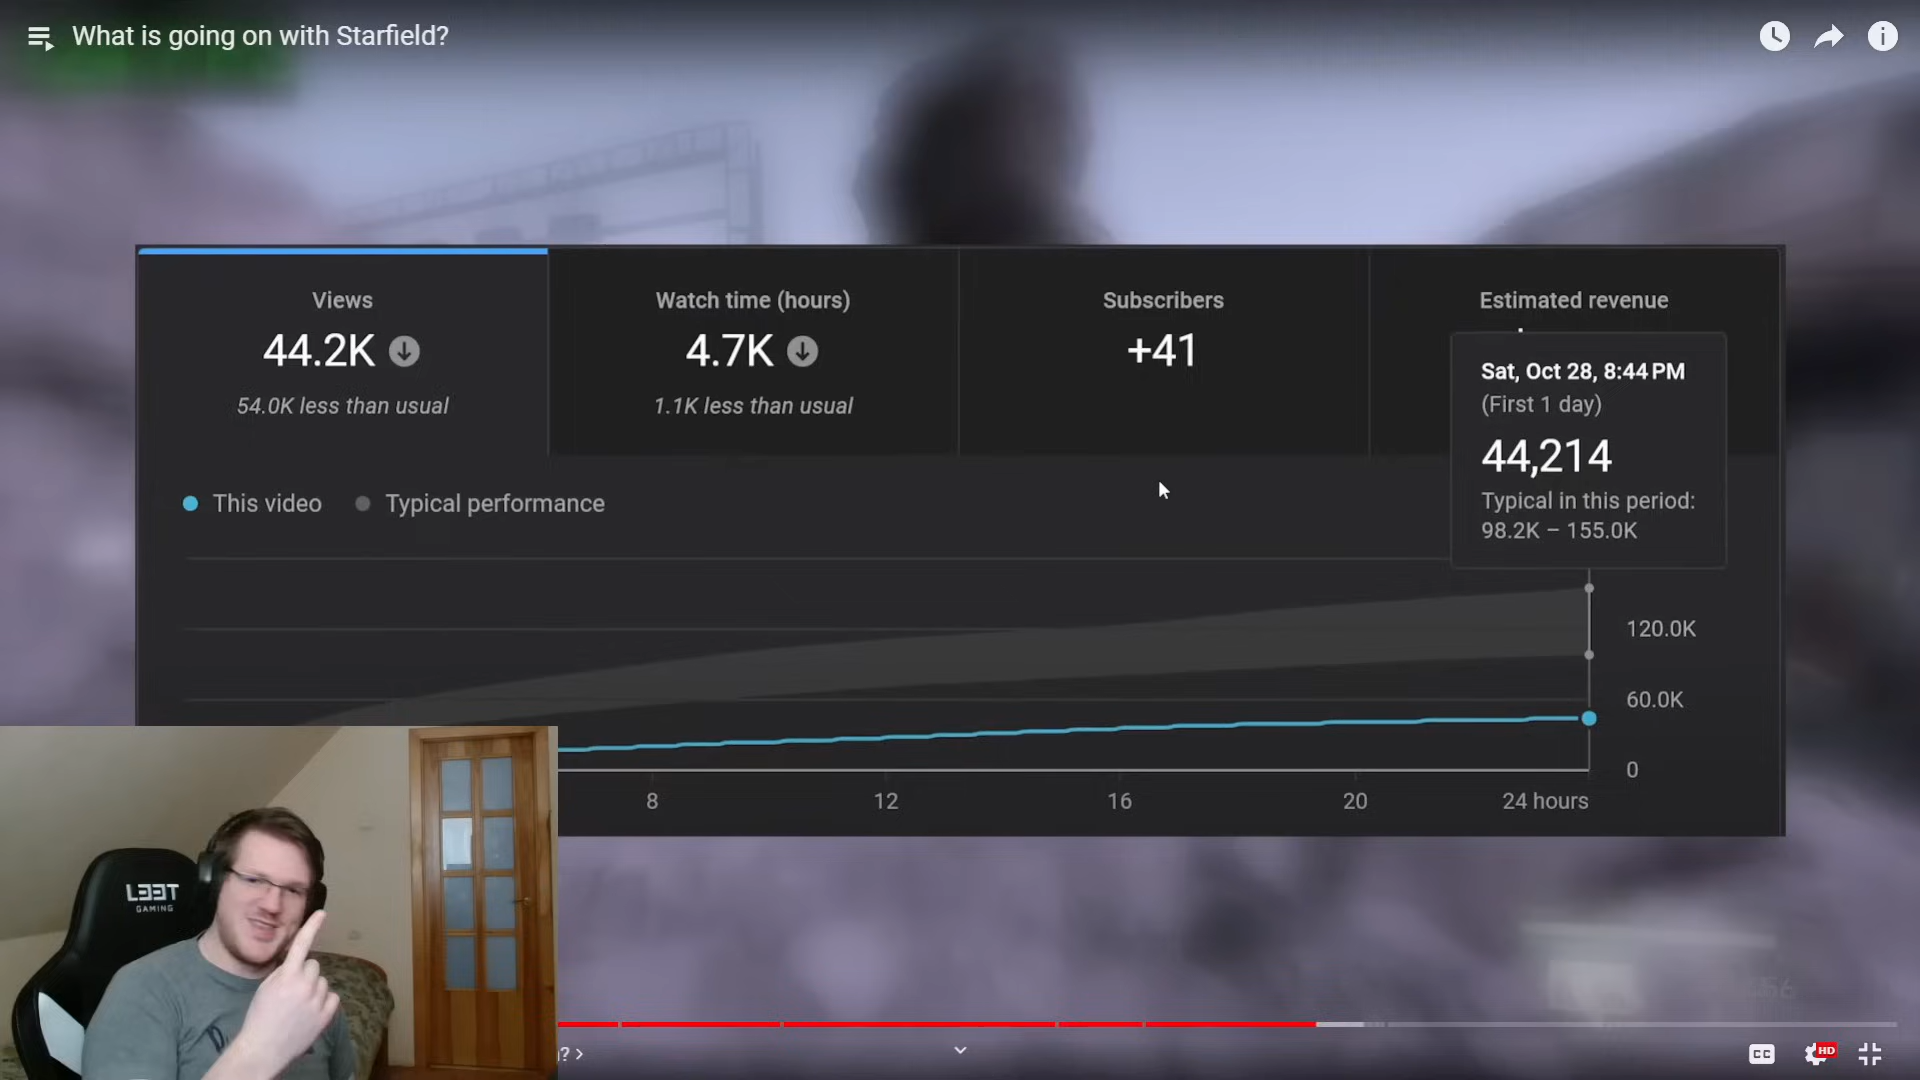 What is going on with Starfield?
Views
44.2K
54.0K less than usual
Watch time (hours)
4.7K
1.1K less than usual
Subscribers
+41
Estimated revenue
Sat, Oct 28, 8:44 PM
(First 1 day)
44,214
Typical in this period:
98.2K – 155.0K
This video
Typical performance
120.0K
60.0K
0
8
12
16
20
24 hours
L33T
GAMING
? >
CC
HD